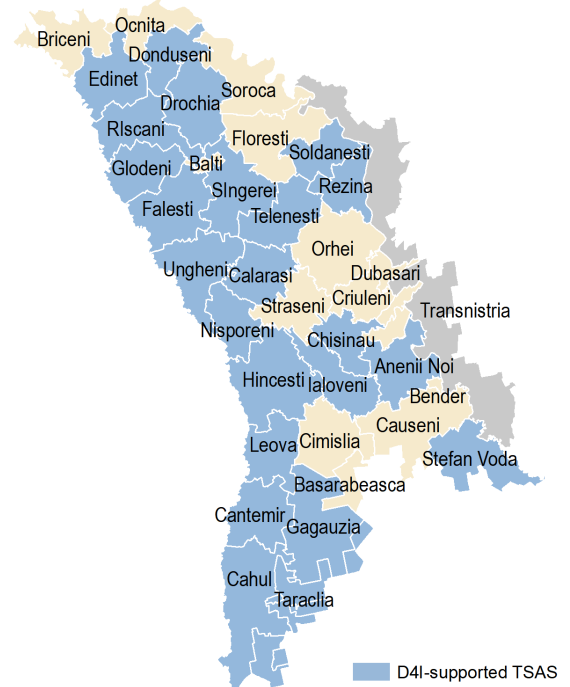 Ocnita
Briceni
Donduseni
Edinet
Soroca
Drochia
RIscani
Floresti
Soldanesti
Balti
Glodeni
SIngerei
Rezina
Falesti
Telenesti
Orhei
Ungheni
Dubasari
Calarasi
Criuleni
Straseni
Transnistria
Nisporeni
Chisinau
Anenii Noi
Hincesti
Ialoveni
Bender
Causeni
Cimislia
Leova
Stefan Voda
Basarabeasca
Cantemir
Gagauzia
Cahul
Taraclia
D4I-supported TSAS